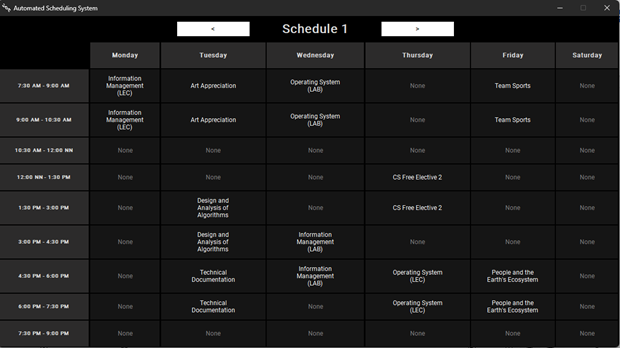 Automated Scheduling System
<
Schedule 1
>
Monday Tuesday Wednesday Thursday Friday Saturday
7:30 AM - 9:00 AM
Information
Management
(LEC)
Art Appreciation
Operating System
(LAB)
None
Team Sports
None
9:00 AM - 10:30 AM
Information
Management
(LEC)
Art Appreciation
Operating System
(LAB)
None
Team Sports
None
10:30 AM - 12:00 NN
None
None
None
None
None
None
12:00 NN - 1:30 PM
None
None
None
CS Free Elective 2
None
None
1:30 PM - 3:00 PM
None
Design and
Analysis of
Algorithms
None
CS Free Elective 2
None
None
3:00 PM - 4:30 PM
None
Design and
Analysis of
Algorithms
Information
Management
(LAB)
None
None
None
4:30 PM - 6:00 PM
None
Technical
Documentation
Information
Management
(LAB)
Operating System
(LEC)
People and the
Earth's Ecosystem
None
6:00 PM - 7:30 PM
None
Technical
Documentation
None
Operating System
(LEC)
People and the
Earth's Ecosystem
None
7:30 PM - 9:00 PM
None
None
None
None
None
None